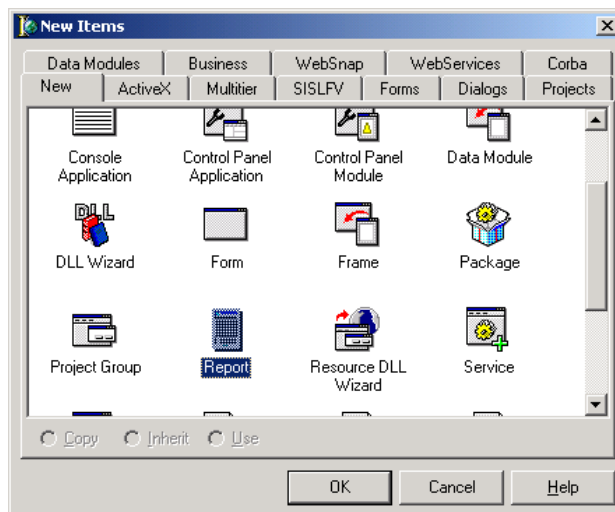 New Items
Data Modules Business WebSnap WebServices Corba
New ActiveX Multitier SISLFV Forms Dialogs Projects
Console Application
Control Panel Application
Control Panel Module
Data Module
DLL
DLL Wizard
Form
Frame
Package
Project Group
Report
Resource DLL Wizard
Service
Copy Inherit Use
OK Cancel Help